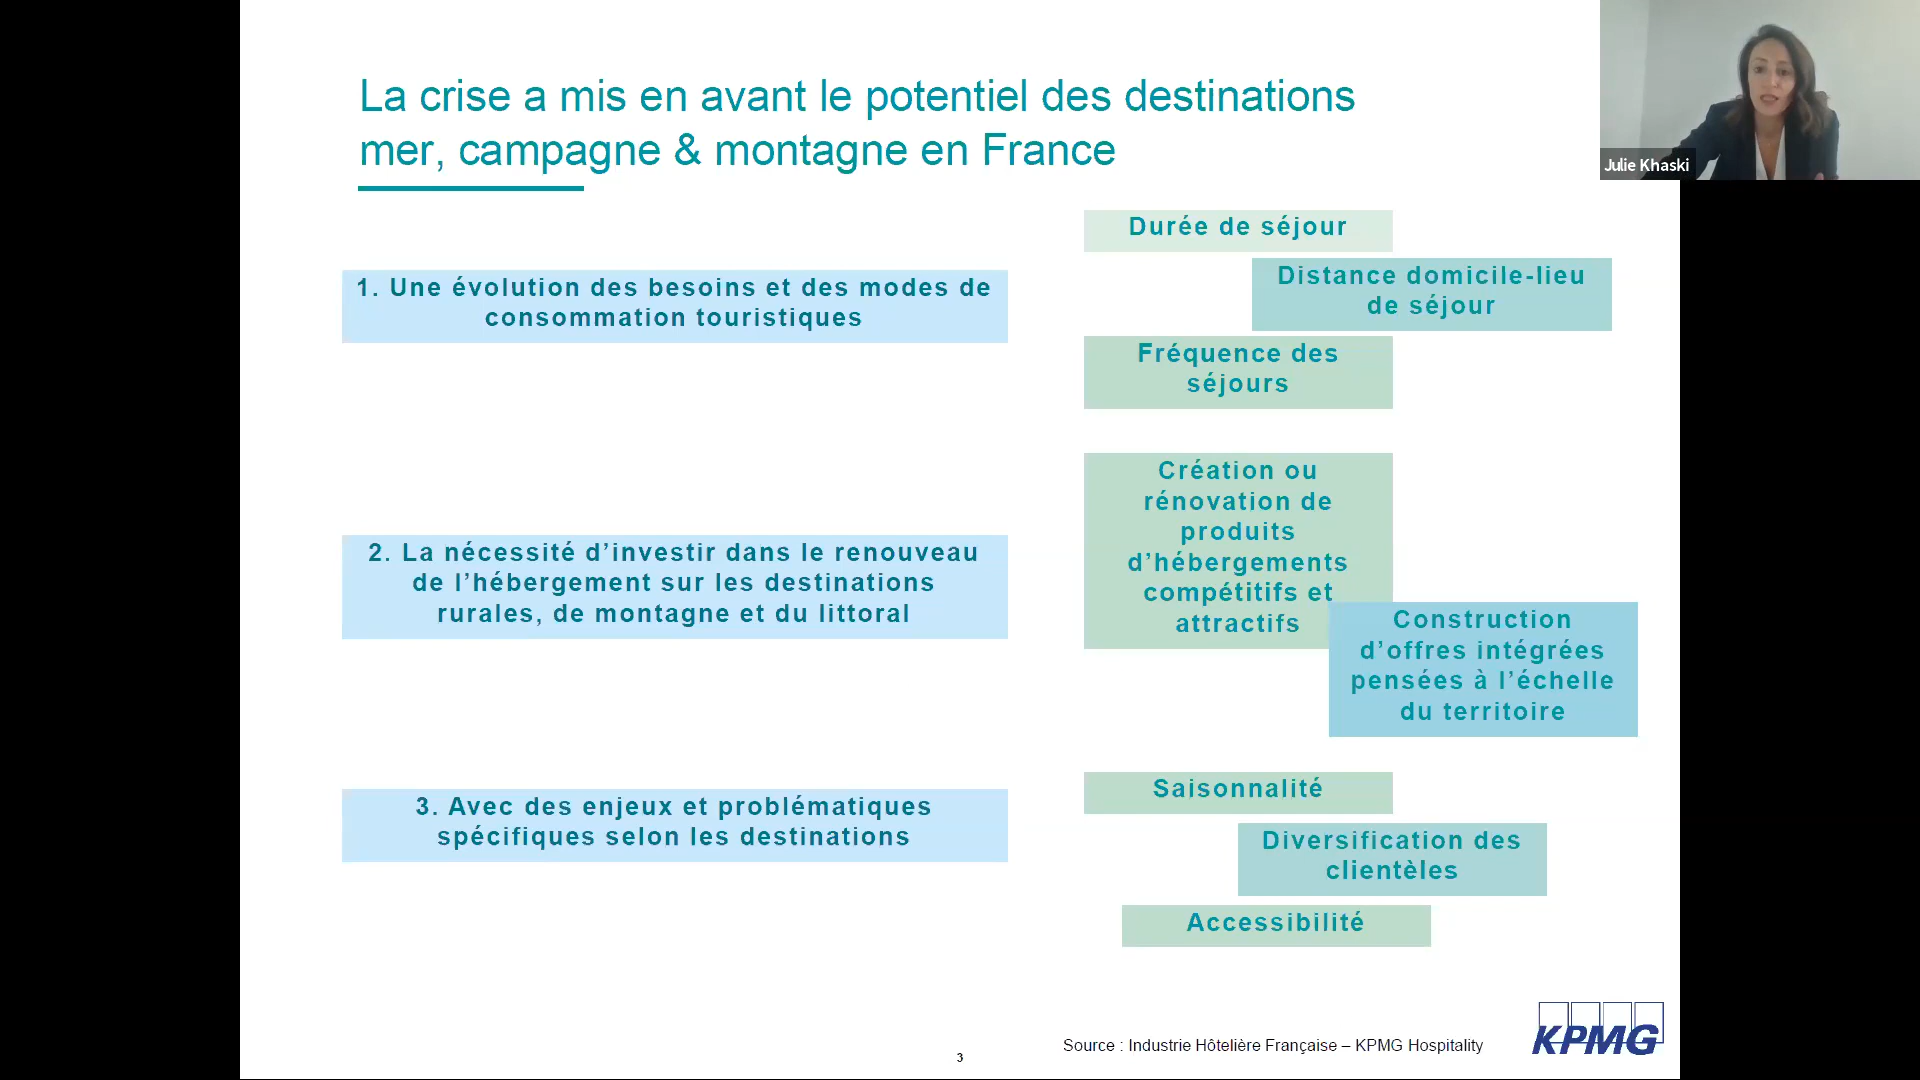 La crise a mis en avant le potentiel des destinations
mer, campagne & montagne en France
Julie Khaski
Durée de séjour
Distance domicile-lieu
de séjour
1. Une évolution des besoins et des modes de
consommation touristiques
Fréquence des
séjours
Création ou
rénovation de
produits
d’hébergements
compétitifs et
attractifs
2. La nécessité d’investir dans le renouveau
de l’hébergement sur les destinations
rurales, de montagne et du littoral
Construction
d’offres intégrées
pensées à l’échelle
du territoire
3. Avec des enjeux et problématiques
spécifiques selon les destinations
Saisonnalité
Diversification des
clientèles
Accessibilité
Source : Industrie Hôtelière Française – KPMG Hospitality
KPMG
3